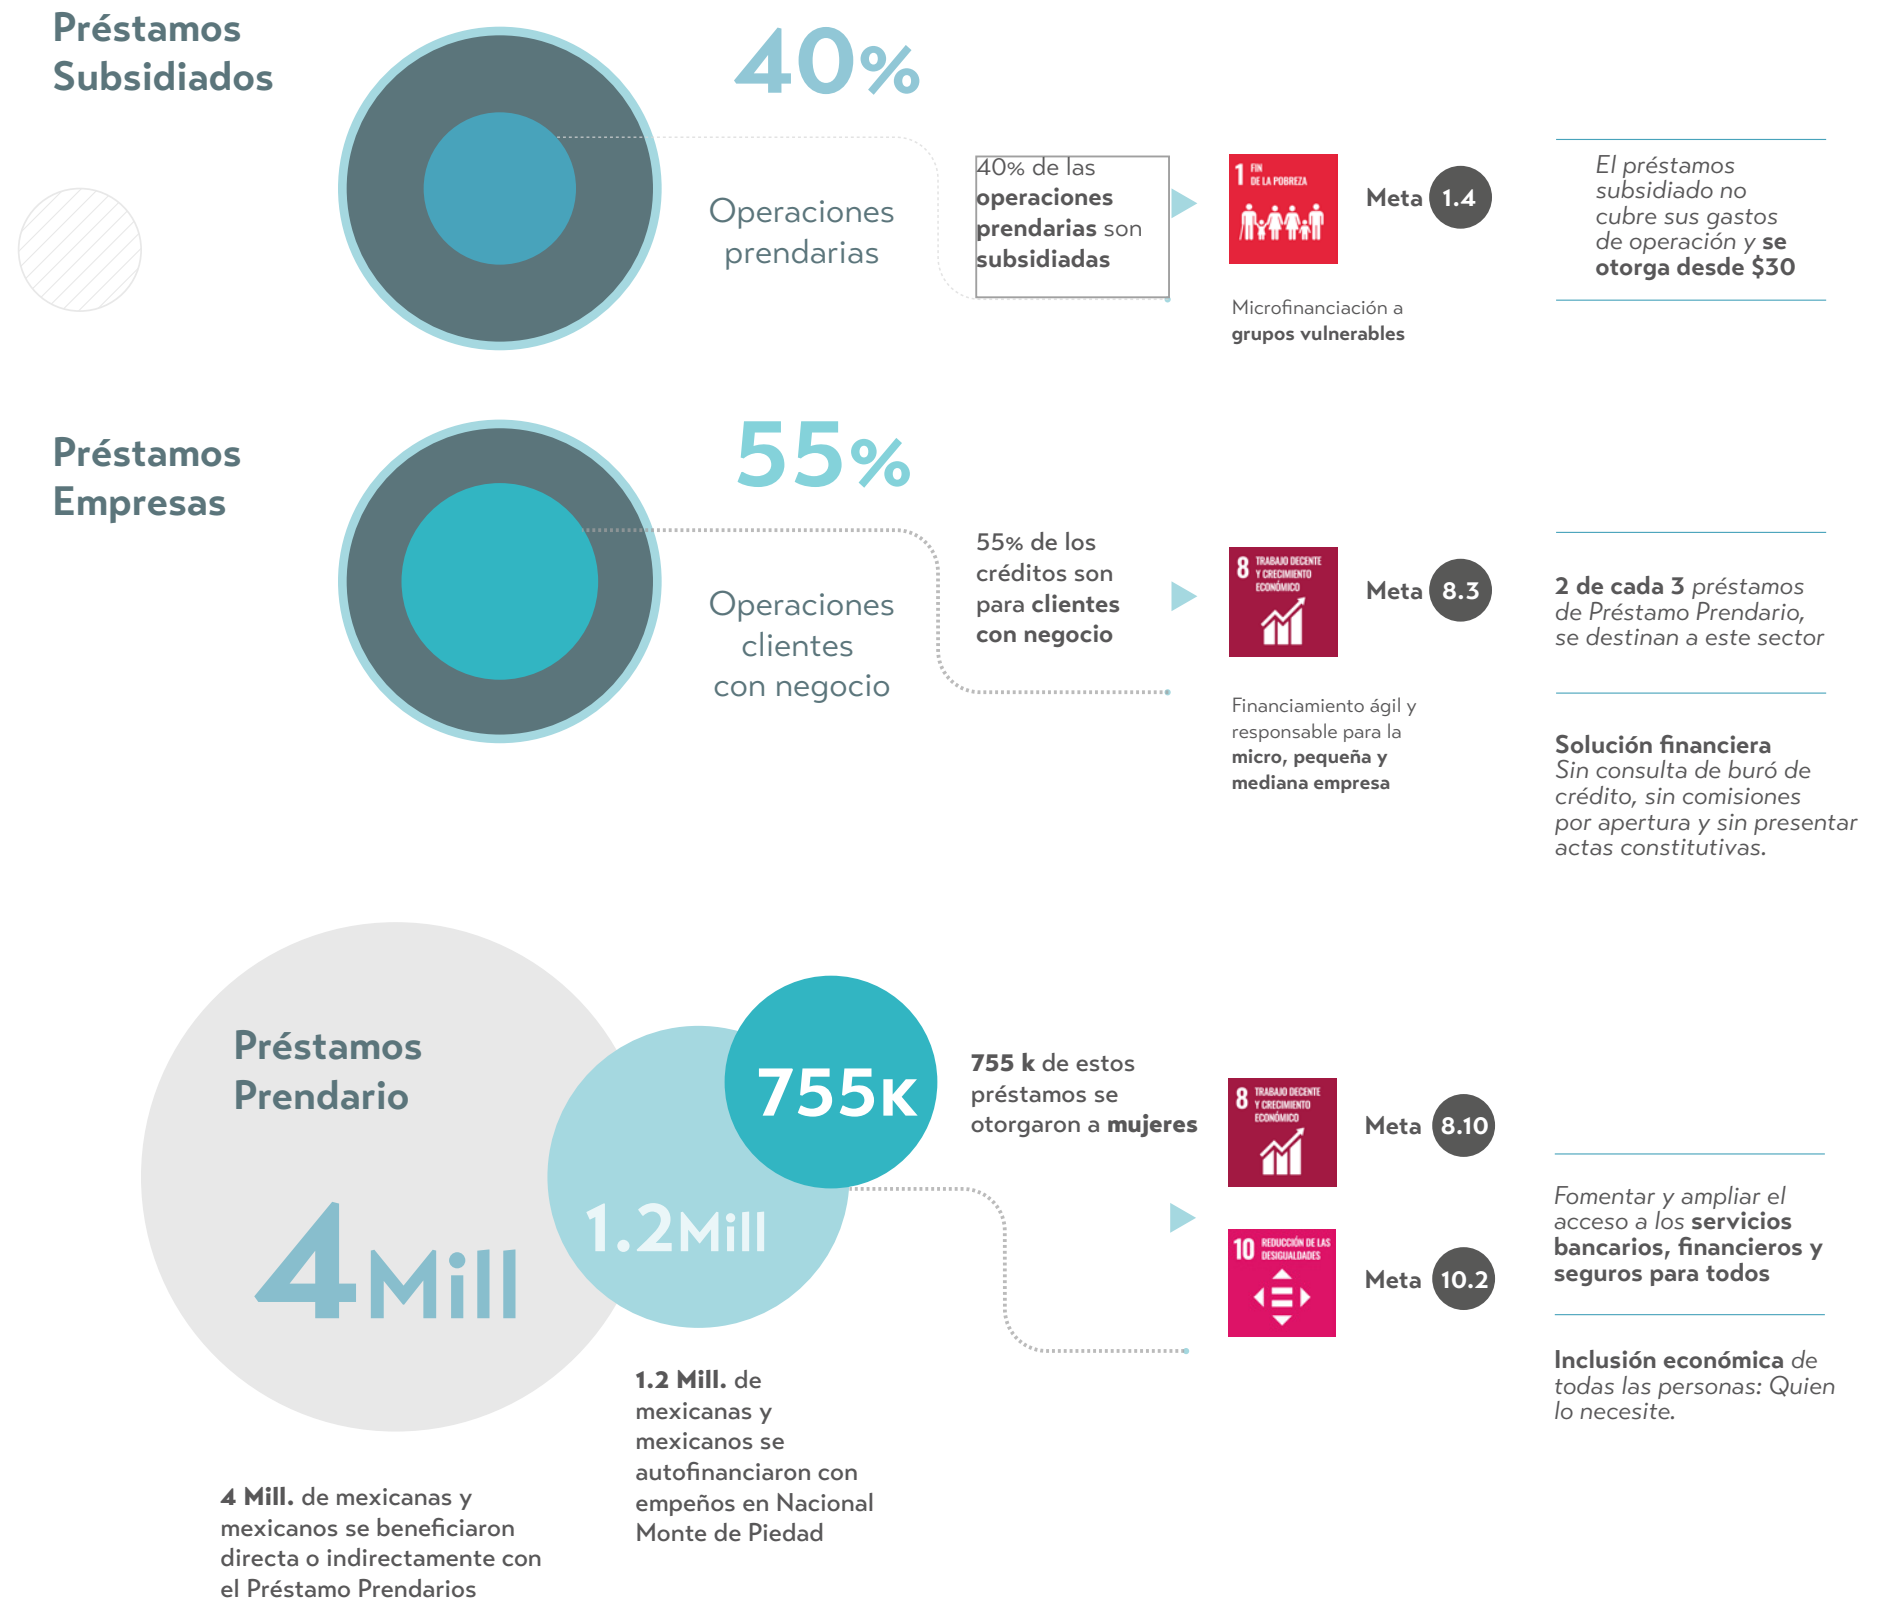 Préstamos
Subsidiados
40%
Operaciones
prendarias
40% de las
operaciones
prendarias son
subsidiadas
1 FIN
DE LA POBREZA
Meta 1.4
Microfinanciación a
grupos vulnerables
El préstamos
subsidiado no
cubre sus gastos
de operación y se
otorga desde $30
Préstamos
Empresas
55%
Operaciones
clientes
con negocio
55% de los
créditos son
para clientes
con negocio
8 TRABAJO DECENTE
Y CRECIMIENTO
ECONÓMICO
Meta 8.3
Financiamiento ágil y
responsable para la
micro, pequeña y
mediana empresa
2 de cada 3 préstamos
de Préstamo Prendario,
se destinan a este sector
Solución financiera
Sin consulta de buró de
crédito, sin comisiones
por apertura y sin presentar
actas constitutivas.
Préstamos
Prendario
4Mill
1.2Mill
755K
4 Mill. de mexicanas y
mexicanos se beneficiaron
directa o indirectamente con
el Préstamo Prendarios
1.2 Mill. de
mexicanas y
mexicanos se
autofinanciaron con
empeños en Nacional
Monte de Piedad
755 k de estos
préstamos se
otorgaron a mujeres
8 TRABAJO DECENTE
Y CRECIMIENTO
ECONÓMICO
Meta 8.10
10 REDUCCIÓN DE LAS
DESIGUALDADES
Meta 10.2
Fomentar y ampliar el
acceso a los servicios
bancarios, financieros y
seguros para todos
Inclusión económica de
todas las personas: Quien
lo necesite.